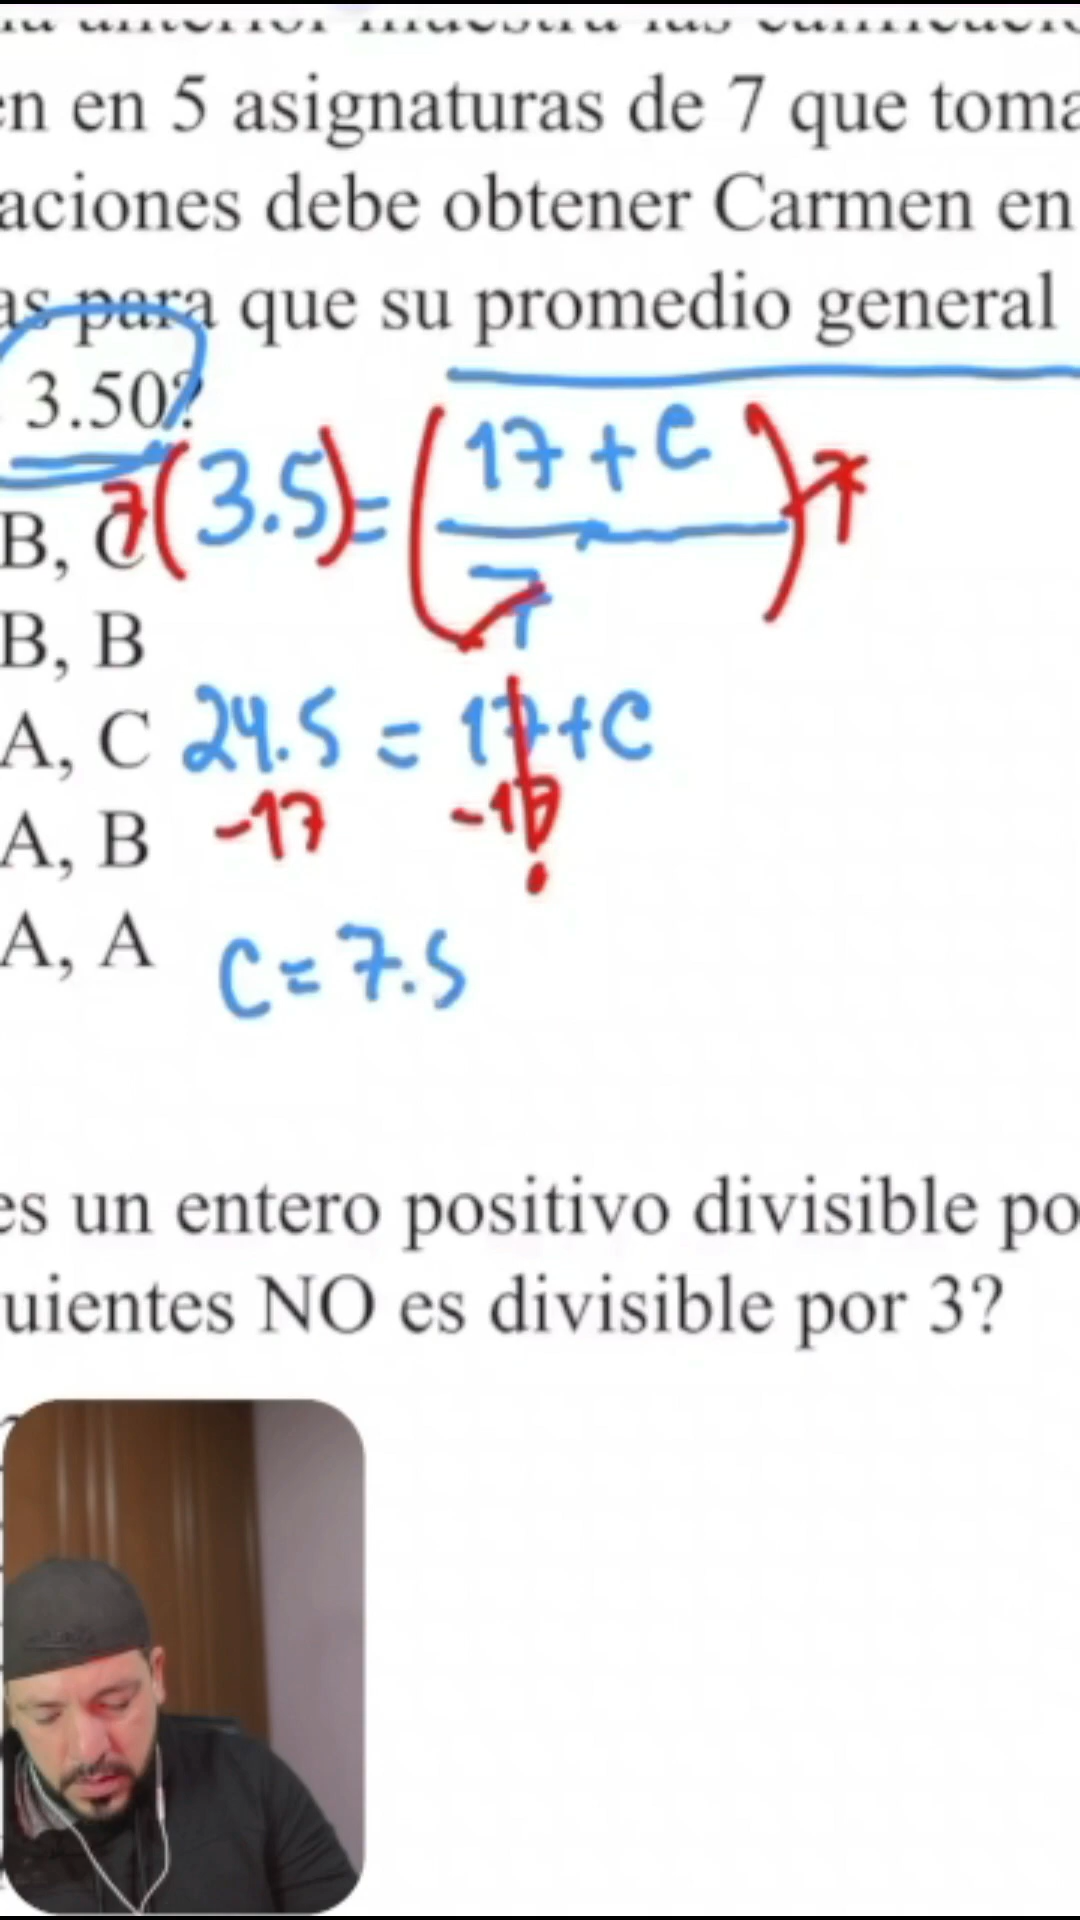 en en 5 asignaturas de 7 que toma
aciones debe obtener Carmen en
as para que su promedio general
3.50?
7(3.5) = (17 + C / 7) 7
B, C
B, B
A, C 24.5 = 17 + C
A, B -17 -17
A, A C = 7.5
es un entero positivo divisible po
uientes NO es divisible por 3?